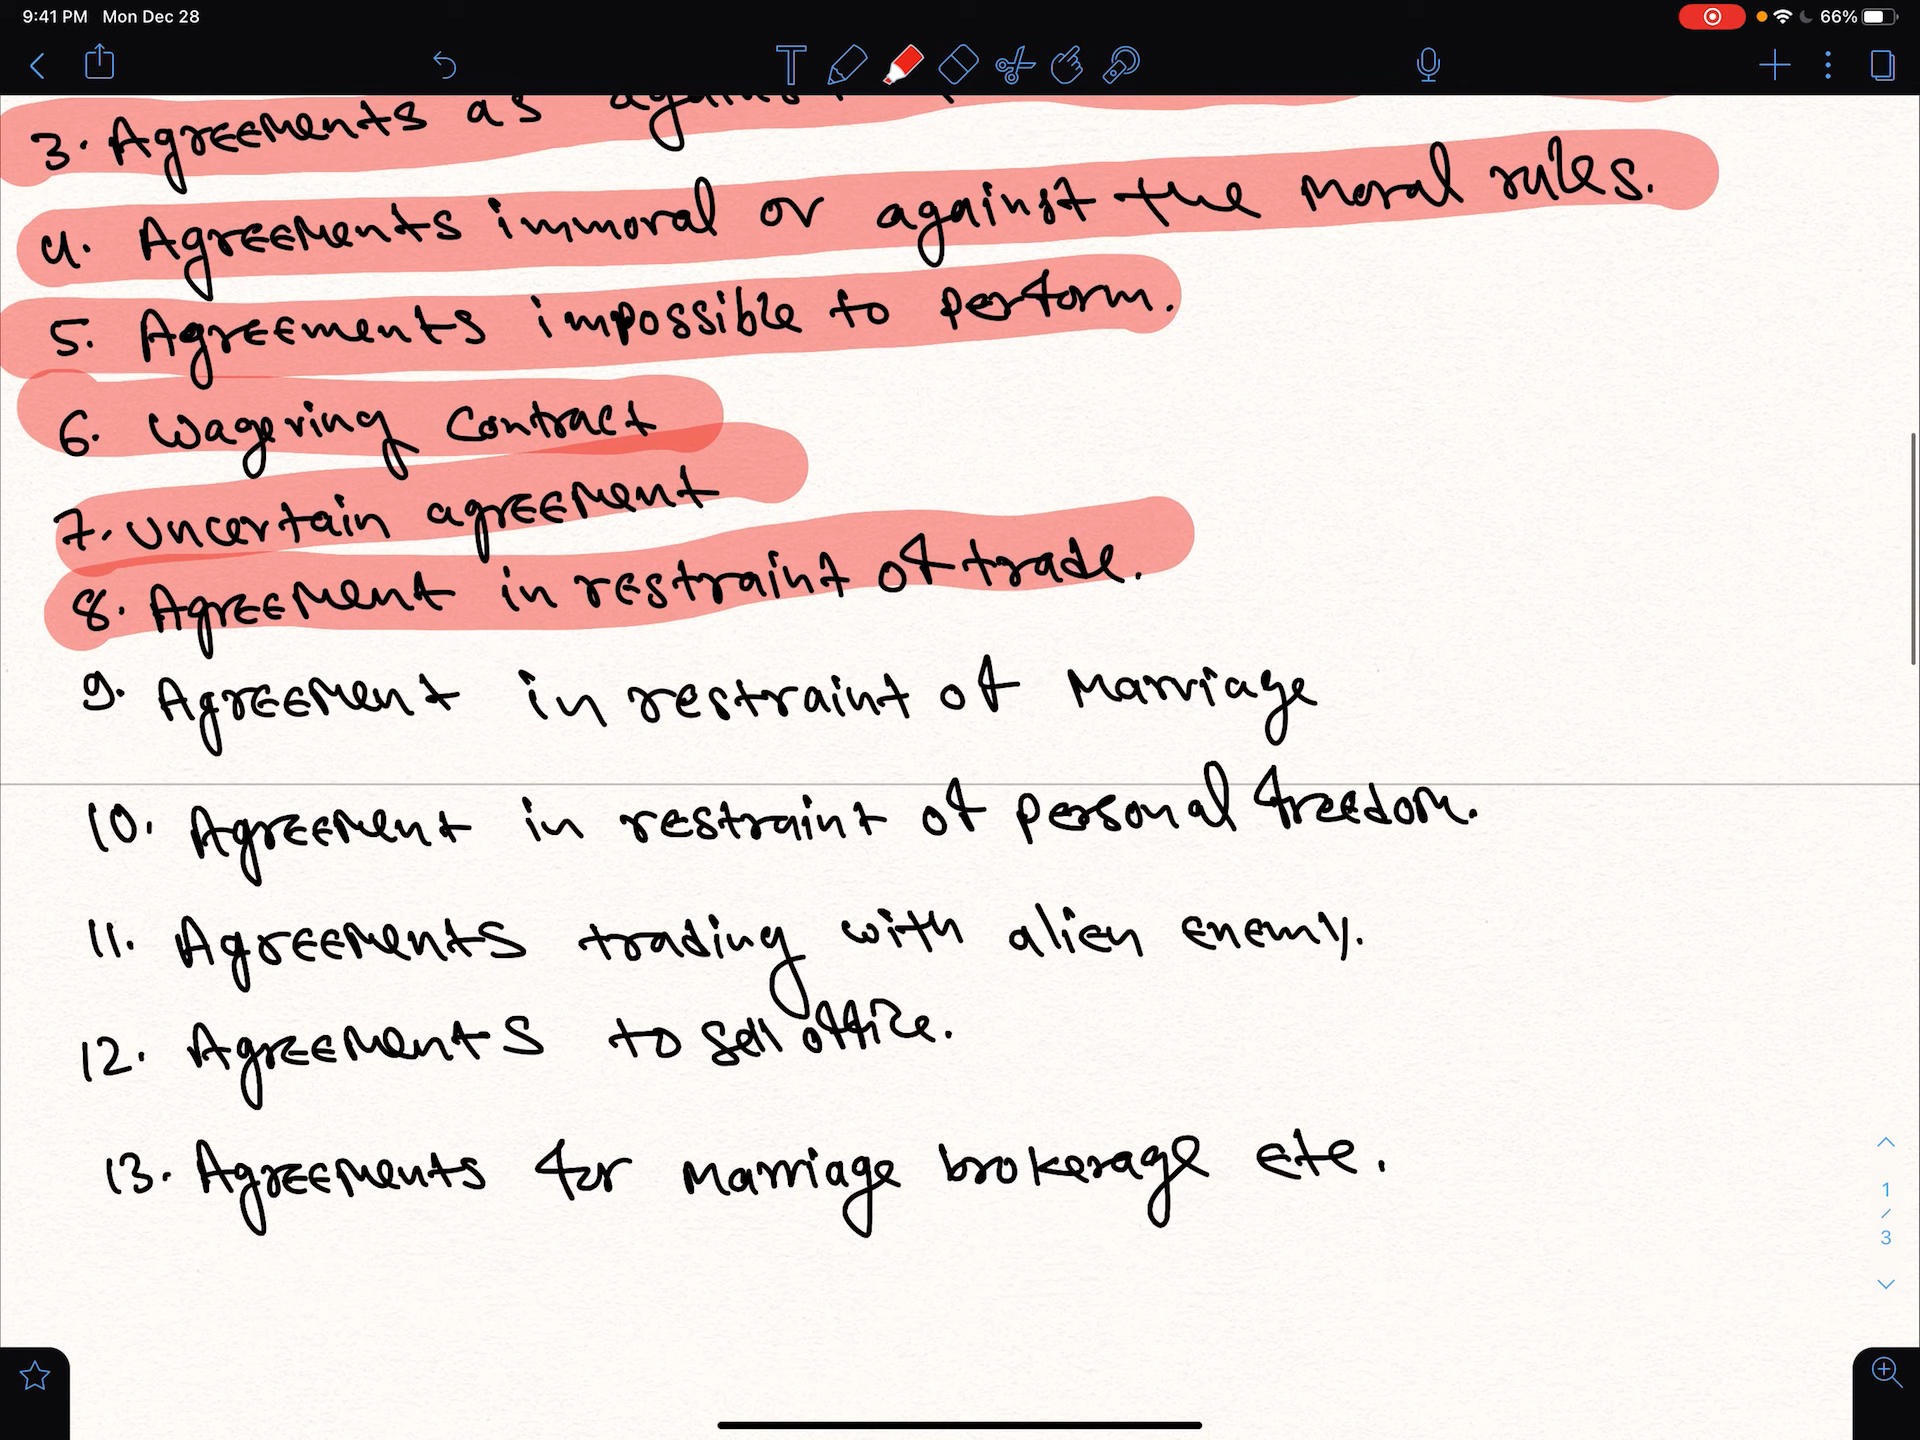 9:41 PM Mon Dec 28
66%
3. Agreements as against
4. Agreements immoral or against the moral rules.
5. Agreements impossible to perform.
6. Wagering Contract
7. Uncertain agreement
8. Agreement in restraint of trade.
9. Agreement in restraint of Marriage
10. Agreement in restraint of personal freedom.
11. Agreements trading with alien enemy.
12. Agreements to sell office.
13. Agreements for Marriage brokerage etc.
1
/
3